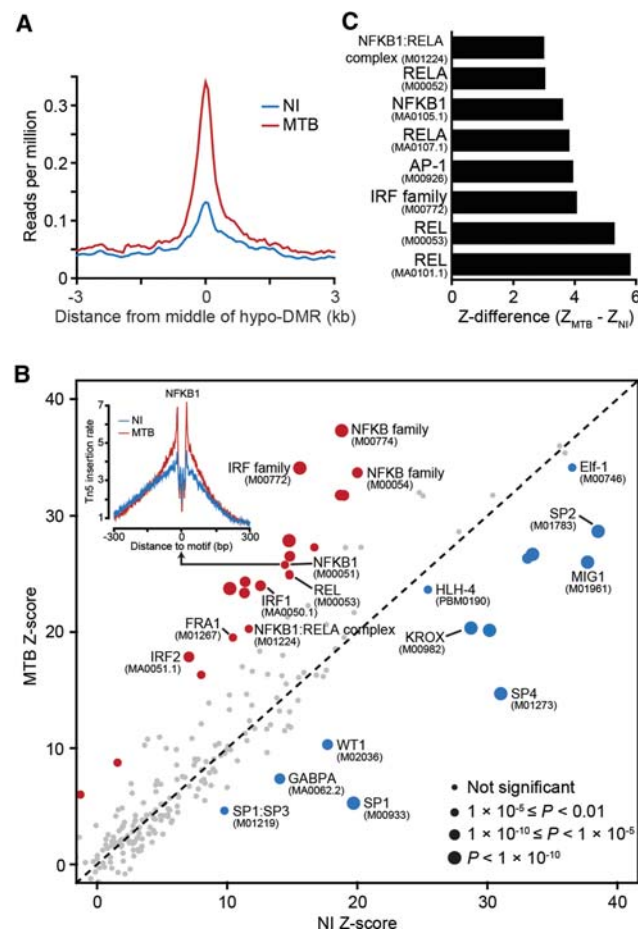 A
Reads per million
0.3
0.2
0.1
0
NI
MTB
-3
0
3
Distance from middle of hypo-DMR (kb)
C
NFKB1:RELA
complex (M01224)
RELA
(M00052)
NFKB1
(MA0105.1)
RELA
(MA0107.1)
AP-1
(M00926)
IRF family
(M00772)
REL
(M00053)
REL
(MA0101.1)
0
2
4
6
Z-difference (ZMTB - ZNI)
B
MTB Z-score
40
30
20
10
0
NFKB1
NI
MTB
Tn5 insertion rate
7
5
3
1
-300
0
300
Distance to motif (bp)
NFKB family
(M00774)
IRF family
(M00772)
NFKB family
(M00054)
Elf-1
(M00746)
SP2
(M01783)
NFKB1
(M00051)
MIG1
(M01961)
REL
(M00053)
IRF1
(MA0050.1)
HLH-4
(PBM0190)
FRA1
(M01267)
NFKB1:RELA complex
(M01224)
KROX
(M00982)
IRF2
(MA0051.1)
SP4
(M01273)
WT1
(M02036)
GABPA
(MA0062.2)
SP1:SP3
(M01219)
SP1
(M00933)
Not significant
1 × 10⁻⁵ ≤ P < 0.01
1 × 10⁻¹⁰ ≤ P < 1 × 10⁻⁵
P < 1 × 10⁻¹⁰
0
10
20
30
40
NI Z-score